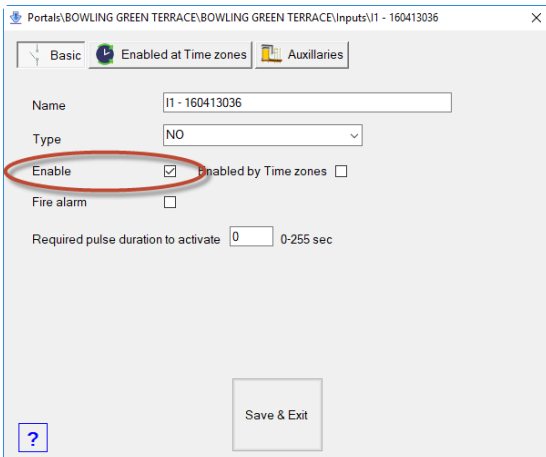 Portals\BOWLING GREEN TERRACE\BOWLING GREEN TERRACE\Inputs\I1 - 160413036
Basic Enabled at Time zones Auxillaries
Name I1 - 160413036
Type NO
Enable Enabled by Time zones
Fire alarm
Required pulse duration to activate 0 0-255 sec
Save & Exit
?